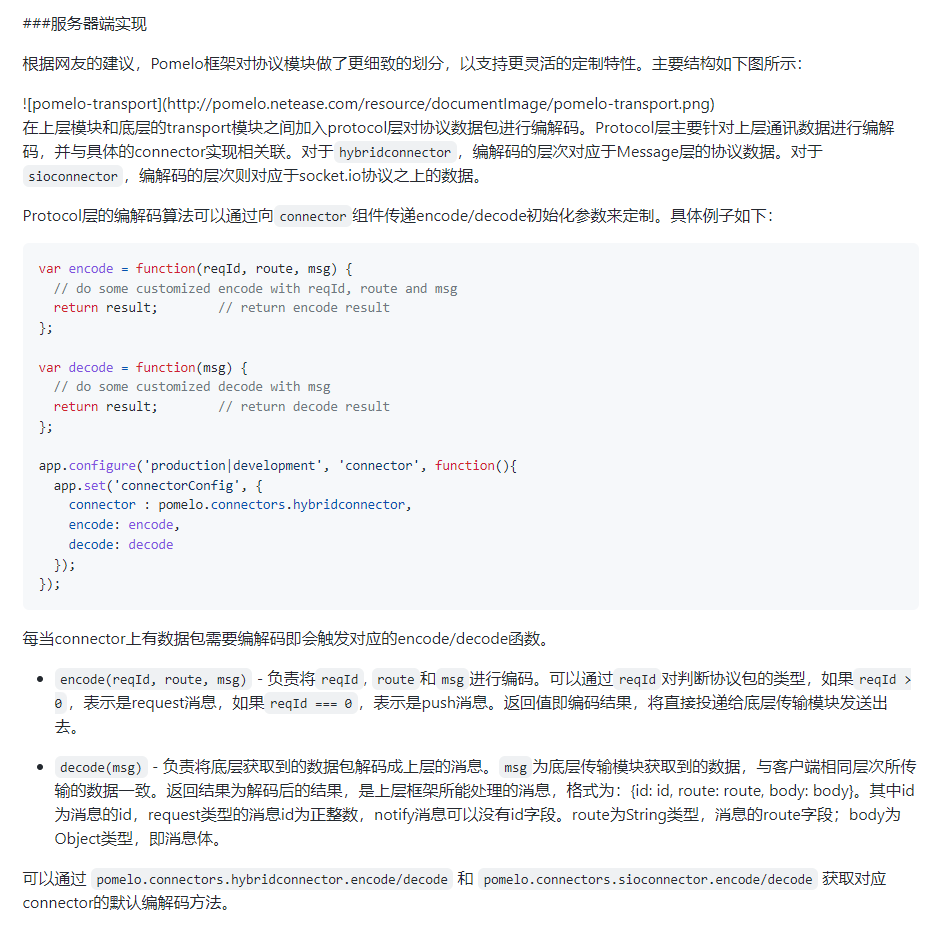 ###服务器端实现
根据网友的建议，Pomelo框架对协议模块做了更细致的划分，以支持更灵活的定制特性。主要结构如下图所示：
![pomelo-transport](http://pomelo.netease.com/resource/documentImage/pomelo-transport.png)
在上层模块和底层的transport模块之间加入protocol层对协议数据包进行编解码。Protocol层主要针对上层通讯数据进行编解
码，并与具体的connector实现相关联。对于 hybridconnector ，编解码的层次对应于Message层的协议数据。对于
sioconnector ，编解码的层次则对应于socket.io协议之上的数据。
Protocol层的编解码算法可以通过向 connector 组件传递encode/decode初始化参数来定制。具体例子如下：
var encode = function(reqId, route, msg) {
  // do some customized encode with reqId, route and msg
  return result;        // return encode result
};
var decode = function(msg) {
  // do some customized decode with msg
  return result;        // return decode result
};
app.configure('production|development', 'connector', function(){
  app.set('connectorConfig', {
    connector : pomelo.connectors.hybridconnector,
    encode: encode,
    decode: decode
  });
});
每当connector上有数据包需要编解码即会触发对应的encode/decode函数。
• encode(reqId, route, msg) - 负责将 reqId , route 和 msg 进行编码。可以通过 reqId 对判断协议包的类型，如果 reqId >
0 ，表示是request消息，如果 reqId === 0 ，表示是push消息。返回值即编码结果，将直接投递给底层传输模块发送出
去。
• decode(msg) - 负责将底层获取到的数据包解码成上层的消息。 msg 为底层传输模块获取到的数据，与客户端相同层次所传
输的数据一致。返回结果为解码后的结果，是上层框架所能处理的消息，格式为：{id: id, route: route, body: body}。其中id
为消息的id，request类型的消息id为正整数，notify消息可以没有id字段。route为String类型，消息的route字段；body为
Object类型，即消息体。
可以通过 pomelo.connectors.hybridconnector.encode/decode 和 pomelo.connectors.sioconnector.encode/decode 获取对应
connector的默认编解码方法。